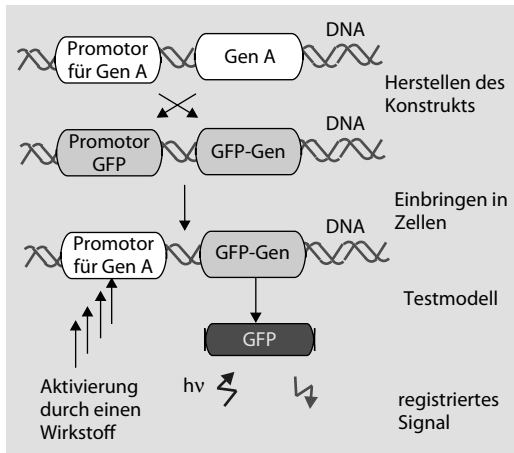 DNA
Promotor
für Gen A
Gen A
Herstellen des
Konstrukts
DNA
Promotor
GFP
GFP-Gen
Einbringen in
Zellen
DNA
Promotor
für Gen A
GFP-Gen
Testmodell
GFP
Aktivierung
durch einen
Wirkstoff
hν
registriertes
Signal